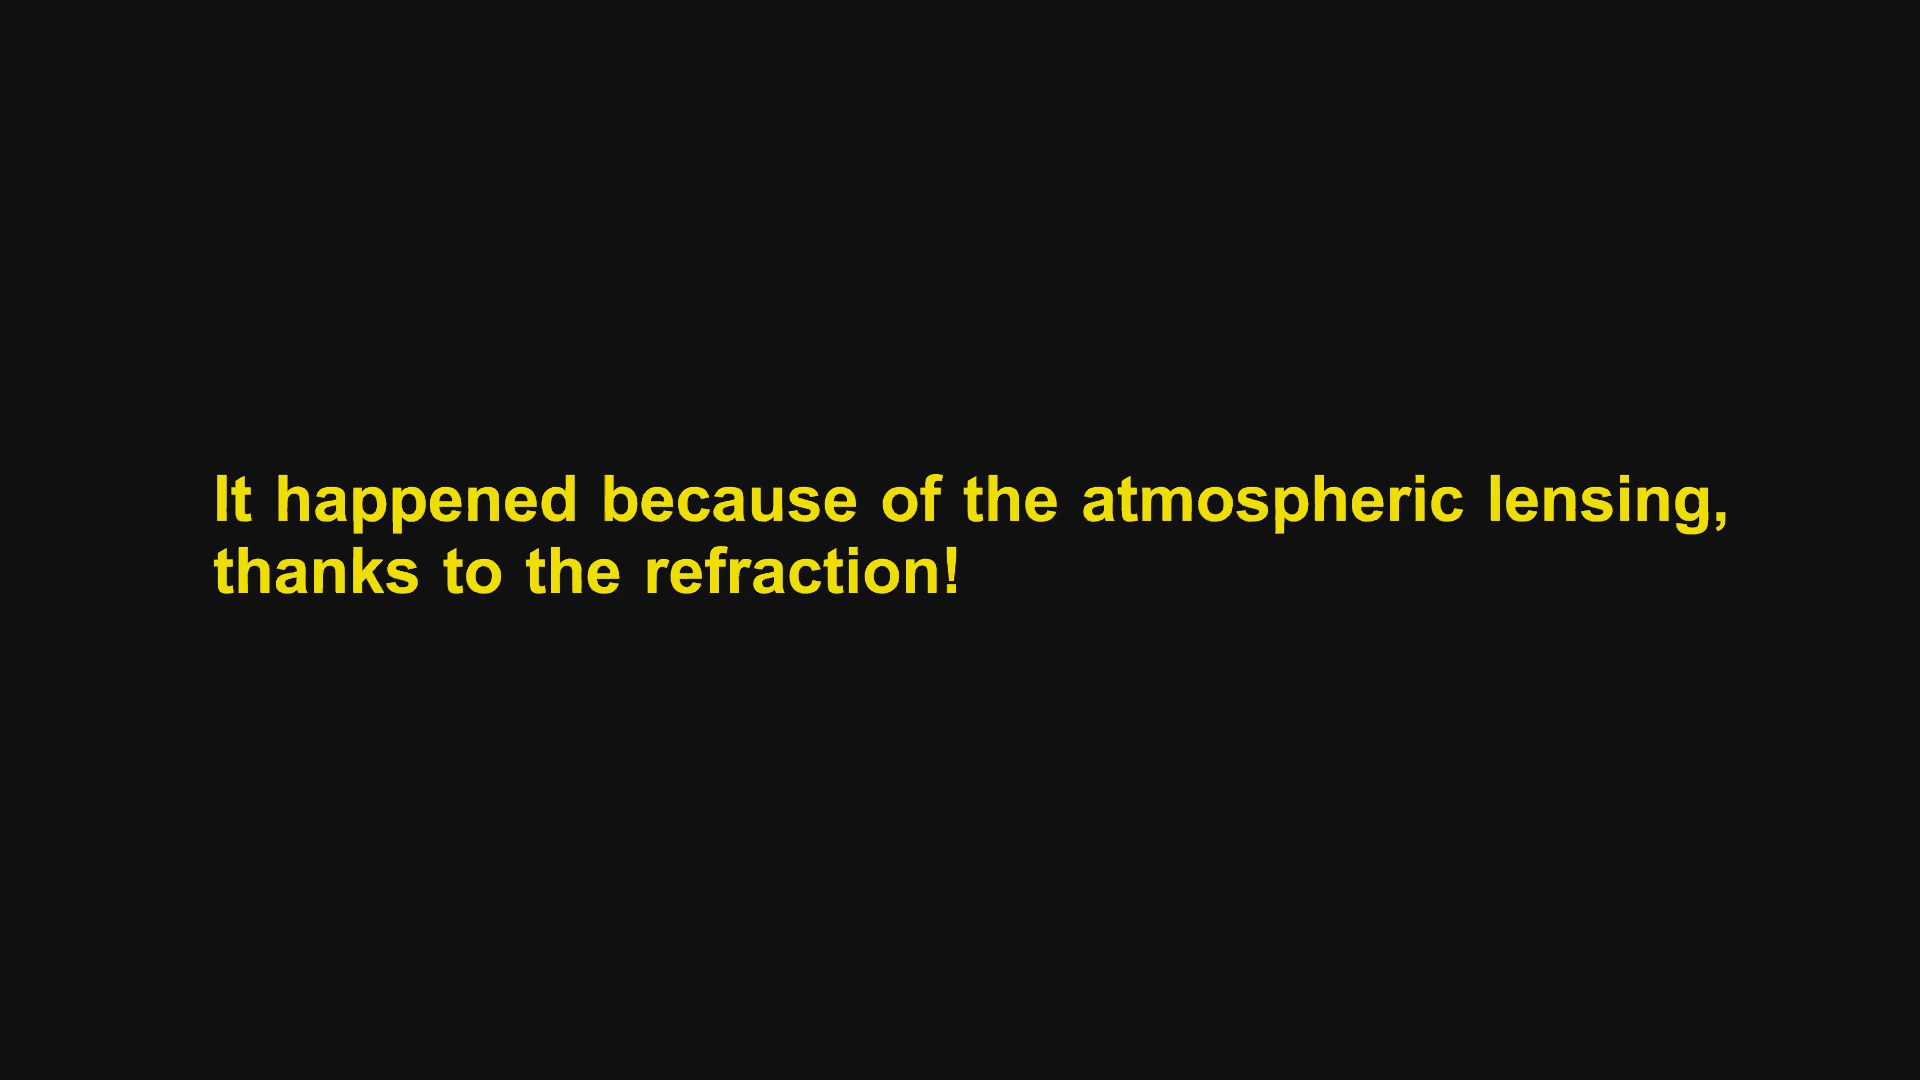 It happened because of the atmospheric lensing,
thanks to the refraction!